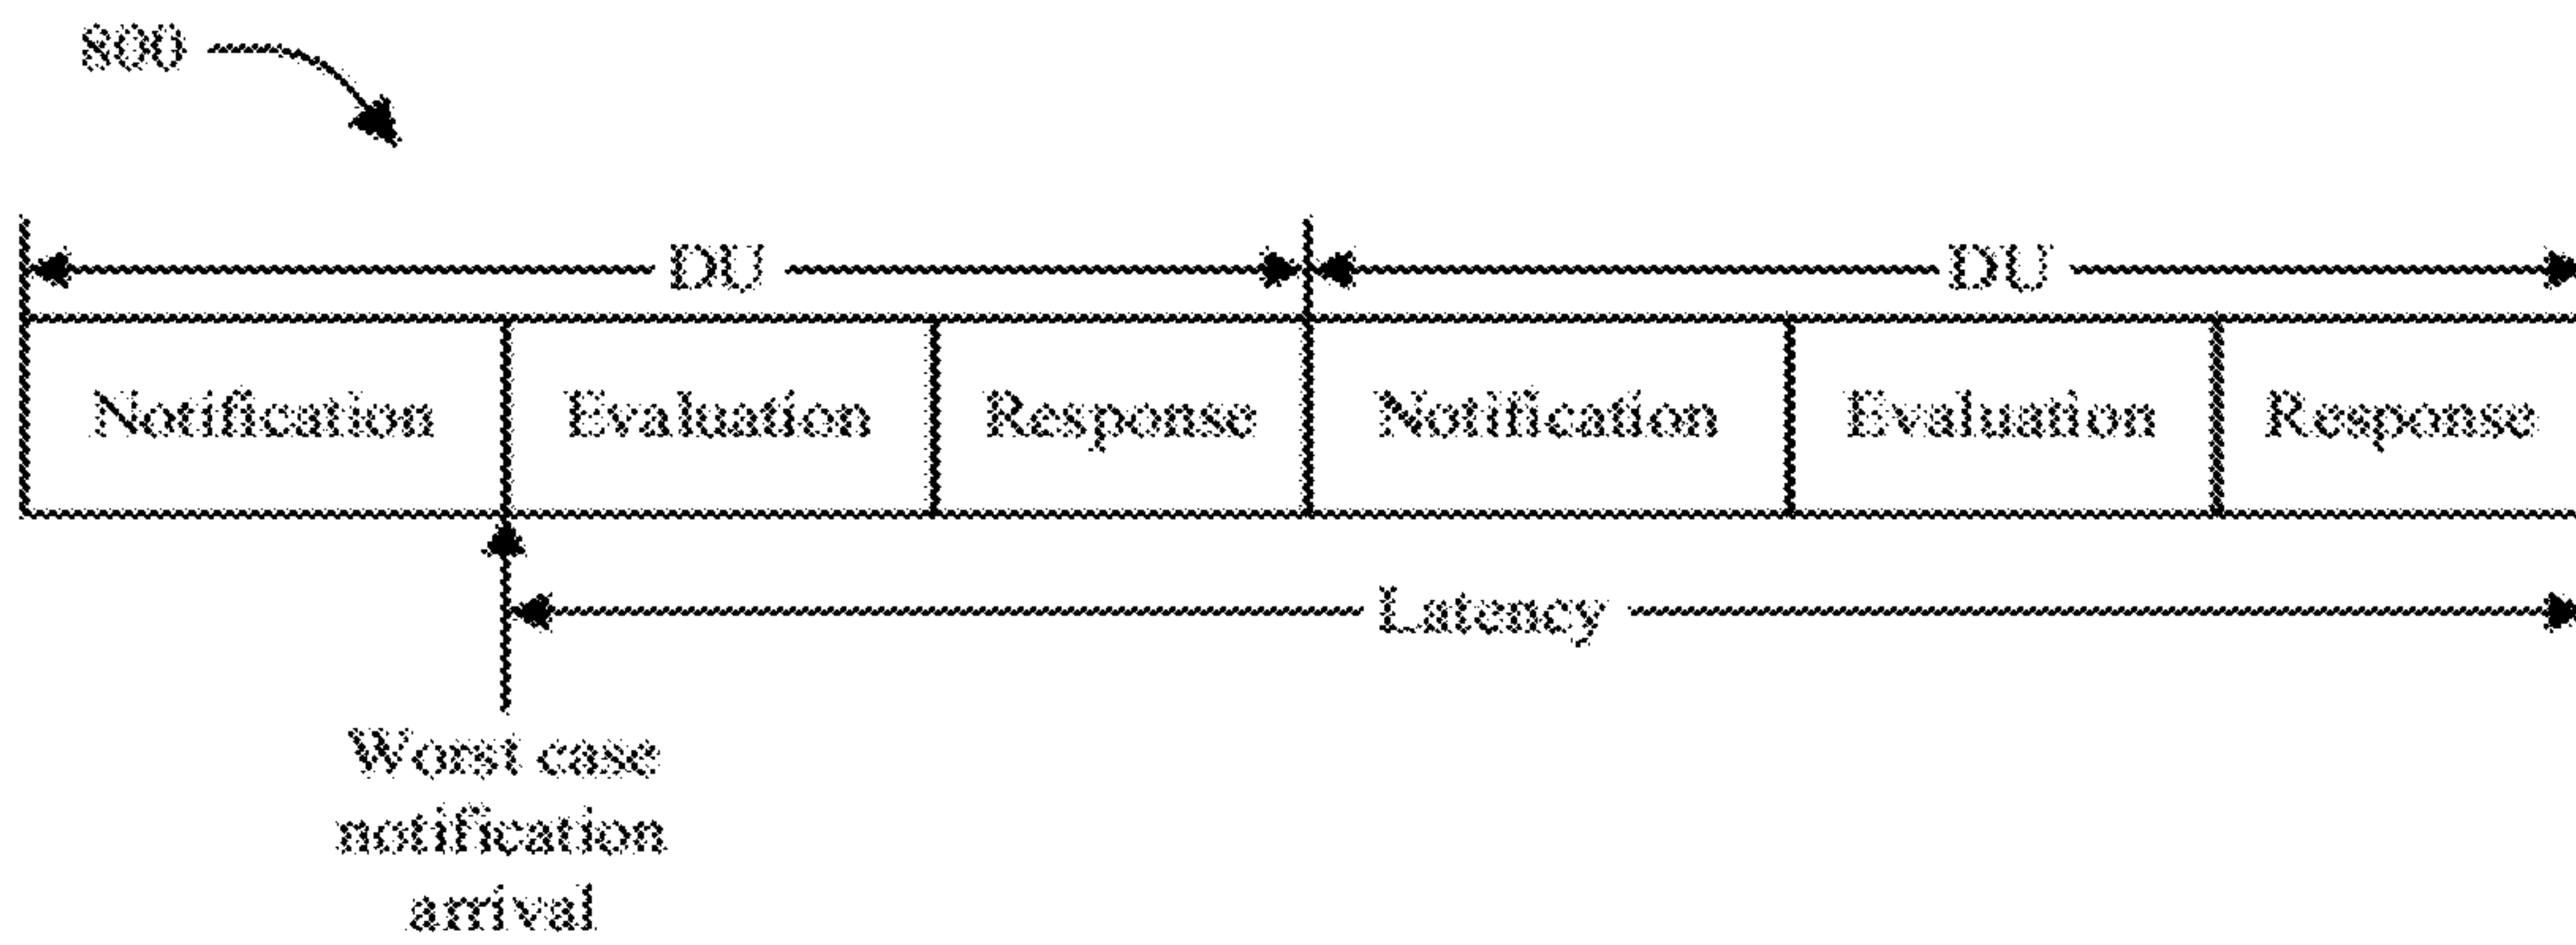 800
DU DU
Notification Evaluation Response Notification Evaluation Response
Latency
Worst case
notification
arrival